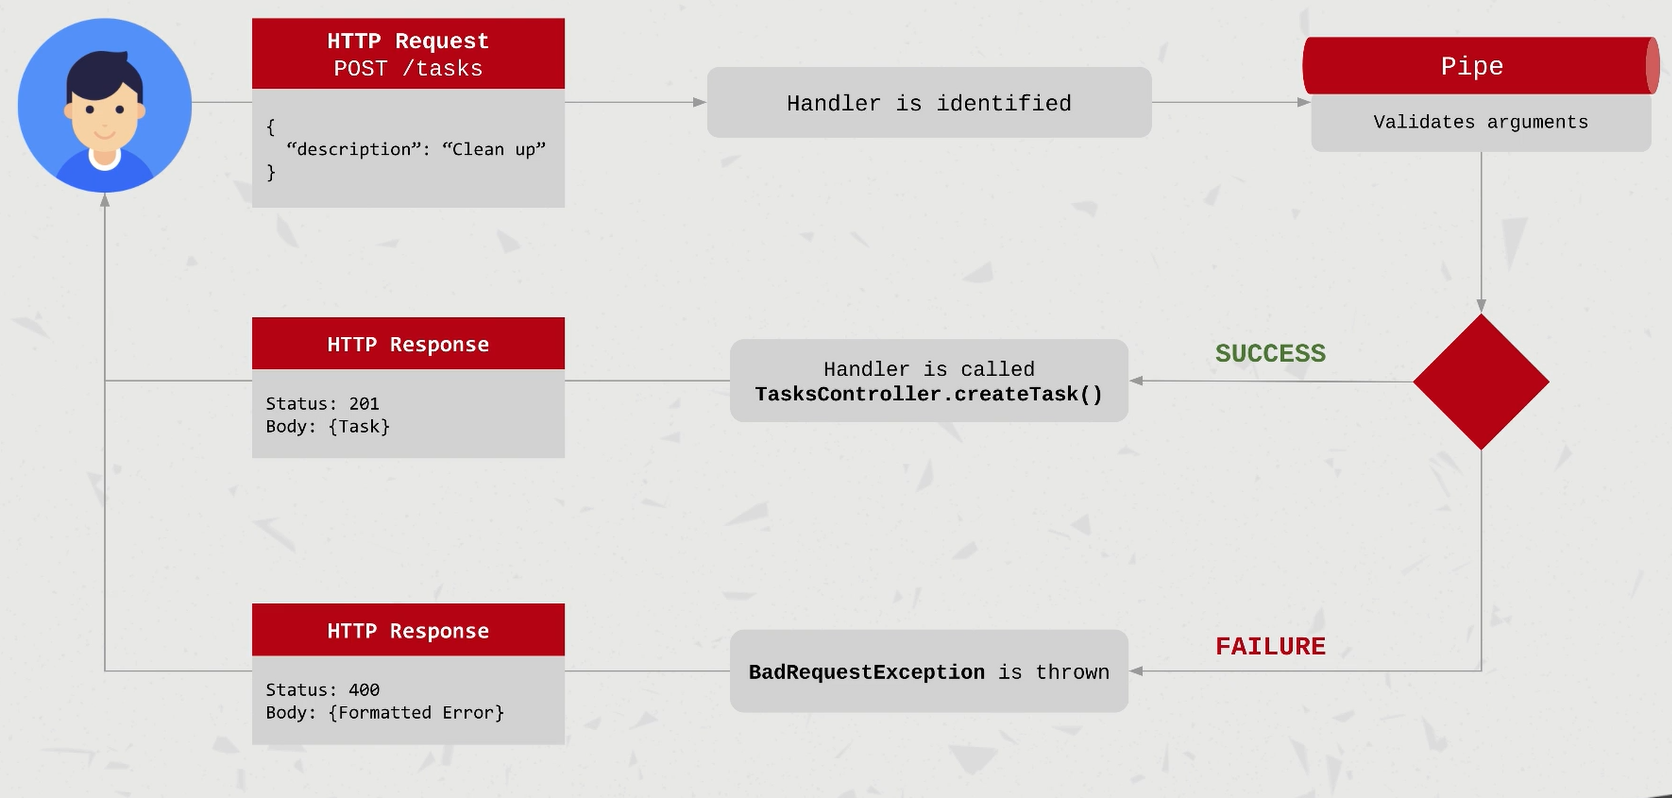 HTTP Request
POST /tasks
{
“description”: “Clean up”
}
Handler is identified
Pipe
Validates arguments
HTTP Response
Status: 201
Body: {Task}
Handler is called
TasksController.createTask()
SUCCESS
HTTP Response
Status: 400
Body: {Formatted Error}
BadRequestException is thrown
FAILURE